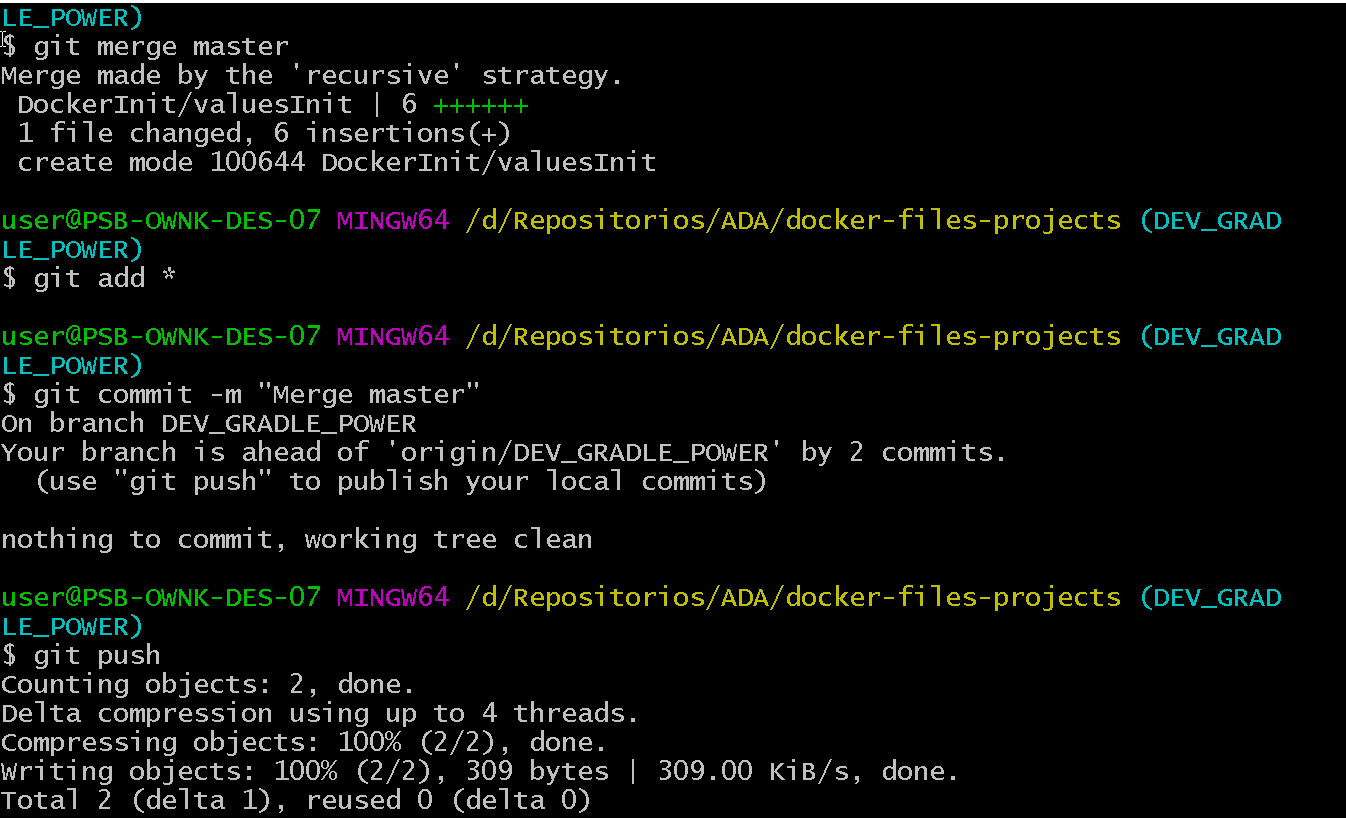 LE_POWER)
$ git merge master
Merge made by the 'recursive' strategy.
 DockerInit/valuesInit | 6 ++++++
 1 file changed, 6 insertions(+)
 create mode 100644 DockerInit/valuesInit

user@PSB-OWNK-DES-07 MINGW64 /d/Repositorios/ADA/docker-files-projects (DEV_GRAD
LE_POWER)
$ git add *

user@PSB-OWNK-DES-07 MINGW64 /d/Repositorios/ADA/docker-files-projects (DEV_GRAD
LE_POWER)
$ git commit -m "Merge master"
On branch DEV_GRADLE_POWER
Your branch is ahead of 'origin/DEV_GRADLE_POWER' by 2 commits.
  (use "git push" to publish your local commits)

nothing to commit, working tree clean

user@PSB-OWNK-DES-07 MINGW64 /d/Repositorios/ADA/docker-files-projects (DEV_GRAD
LE_POWER)
$ git push
Counting objects: 2, done.
Delta compression using up to 4 threads.
Compressing objects: 100% (2/2), done.
Writing objects: 100% (2/2), 309 bytes | 309.00 KiB/s, done.
Total 2 (delta 1), reused 0 (delta 0)